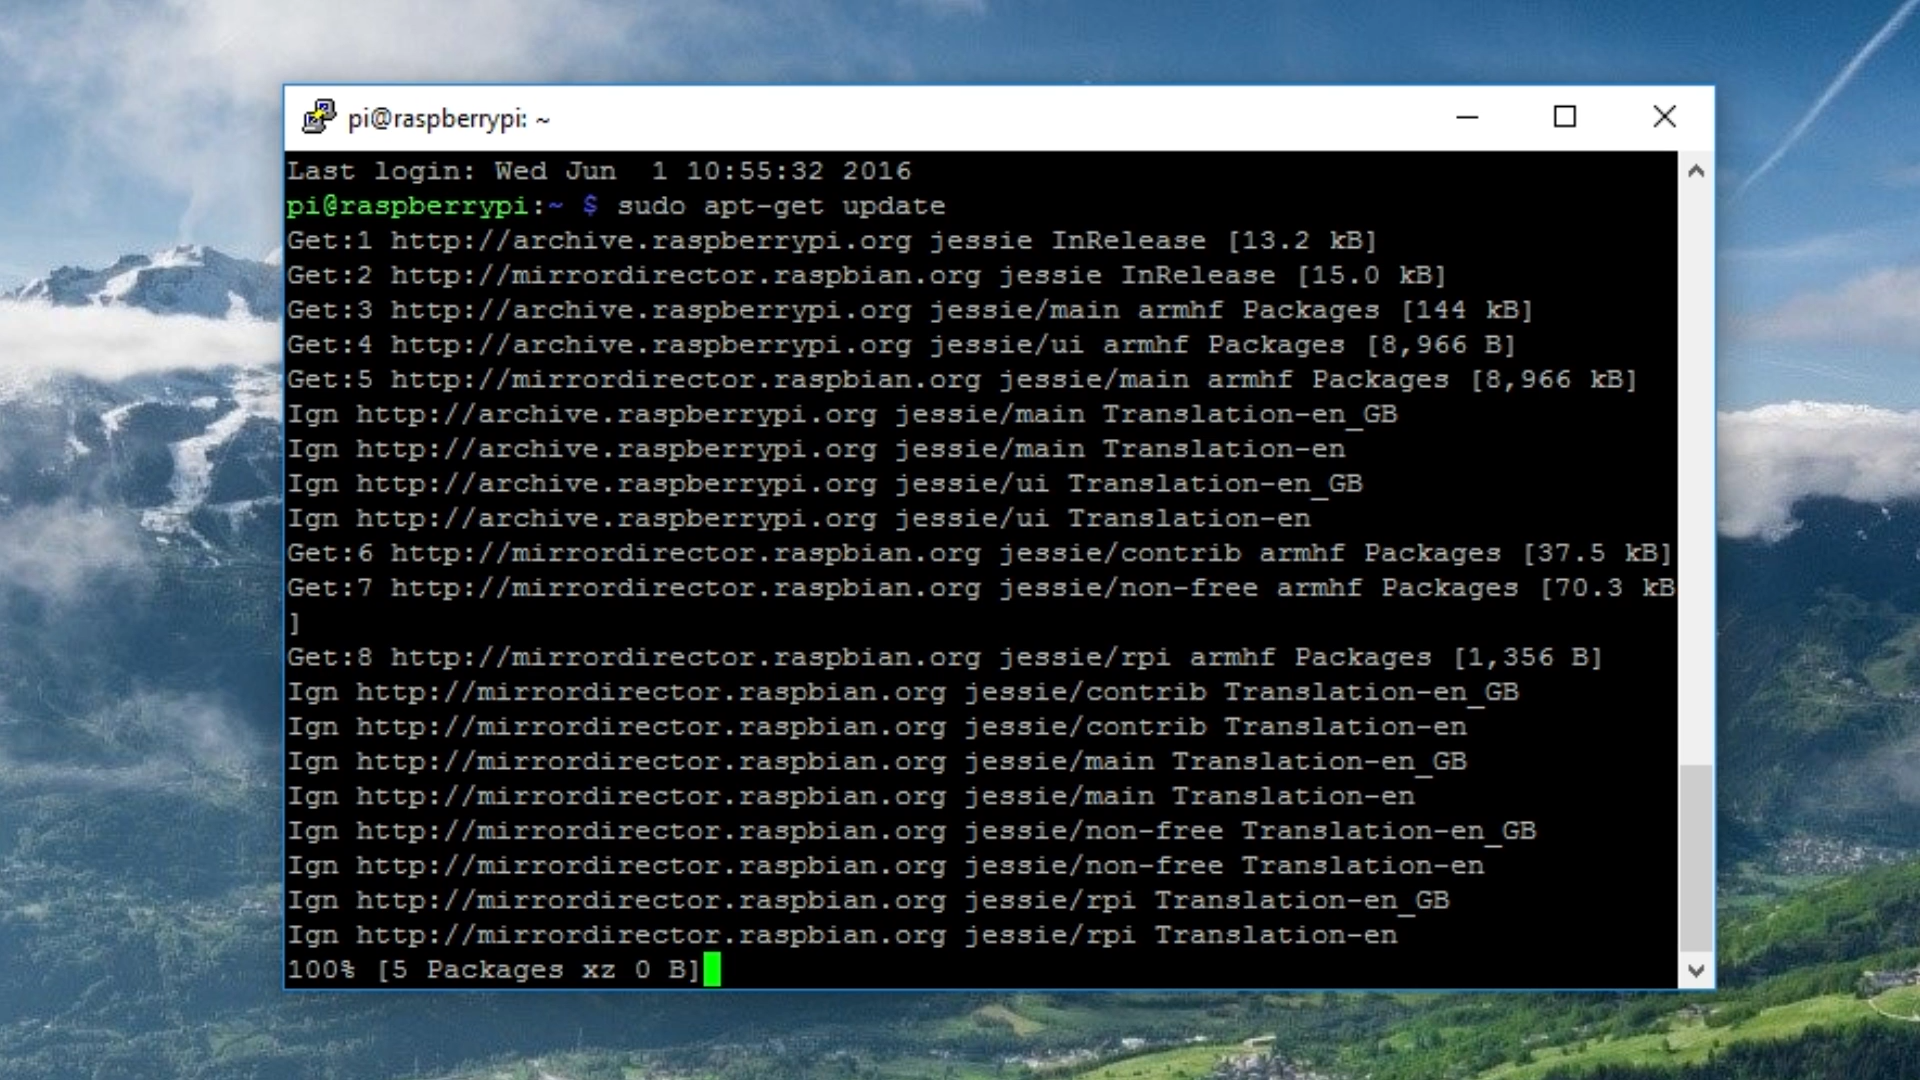 pi@raspberrypi: ~
Last login: Wed Jun  1 10:55:32 2016
pi@raspberrypi:~ $ sudo apt-get update
Get:1 http://archive.raspberrypi.org jessie InRelease [13.2 kB]
Get:2 http://mirrordirector.raspbian.org jessie InRelease [15.0 kB]
Get:3 http://archive.raspberrypi.org jessie/main armhf Packages [144 kB]
Get:4 http://archive.raspberrypi.org jessie/ui armhf Packages [8,966 B]
Get:5 http://mirrordirector.raspbian.org jessie/main armhf Packages [8,966 kB]
Ign http://archive.raspberrypi.org jessie/main Translation-en_GB
Ign http://archive.raspberrypi.org jessie/main Translation-en
Ign http://archive.raspberrypi.org jessie/ui Translation-en_GB
Ign http://archive.raspberrypi.org jessie/ui Translation-en
Get:6 http://mirrordirector.raspbian.org jessie/contrib armhf Packages [37.5 kB]
Get:7 http://mirrordirector.raspbian.org jessie/non-free armhf Packages [70.3 kB
]
Get:8 http://mirrordirector.raspbian.org jessie/rpi armhf Packages [1,356 B]
Ign http://mirrordirector.raspbian.org jessie/contrib Translation-en_GB
Ign http://mirrordirector.raspbian.org jessie/contrib Translation-en
Ign http://mirrordirector.raspbian.org jessie/main Translation-en_GB
Ign http://mirrordirector.raspbian.org jessie/main Translation-en
Ign http://mirrordirector.raspbian.org jessie/non-free Translation-en_GB
Ign http://mirrordirector.raspbian.org jessie/non-free Translation-en
Ign http://mirrordirector.raspbian.org jessie/rpi Translation-en_GB
Ign http://mirrordirector.raspbian.org jessie/rpi Translation-en
100% [5 Packages xz 0 B]